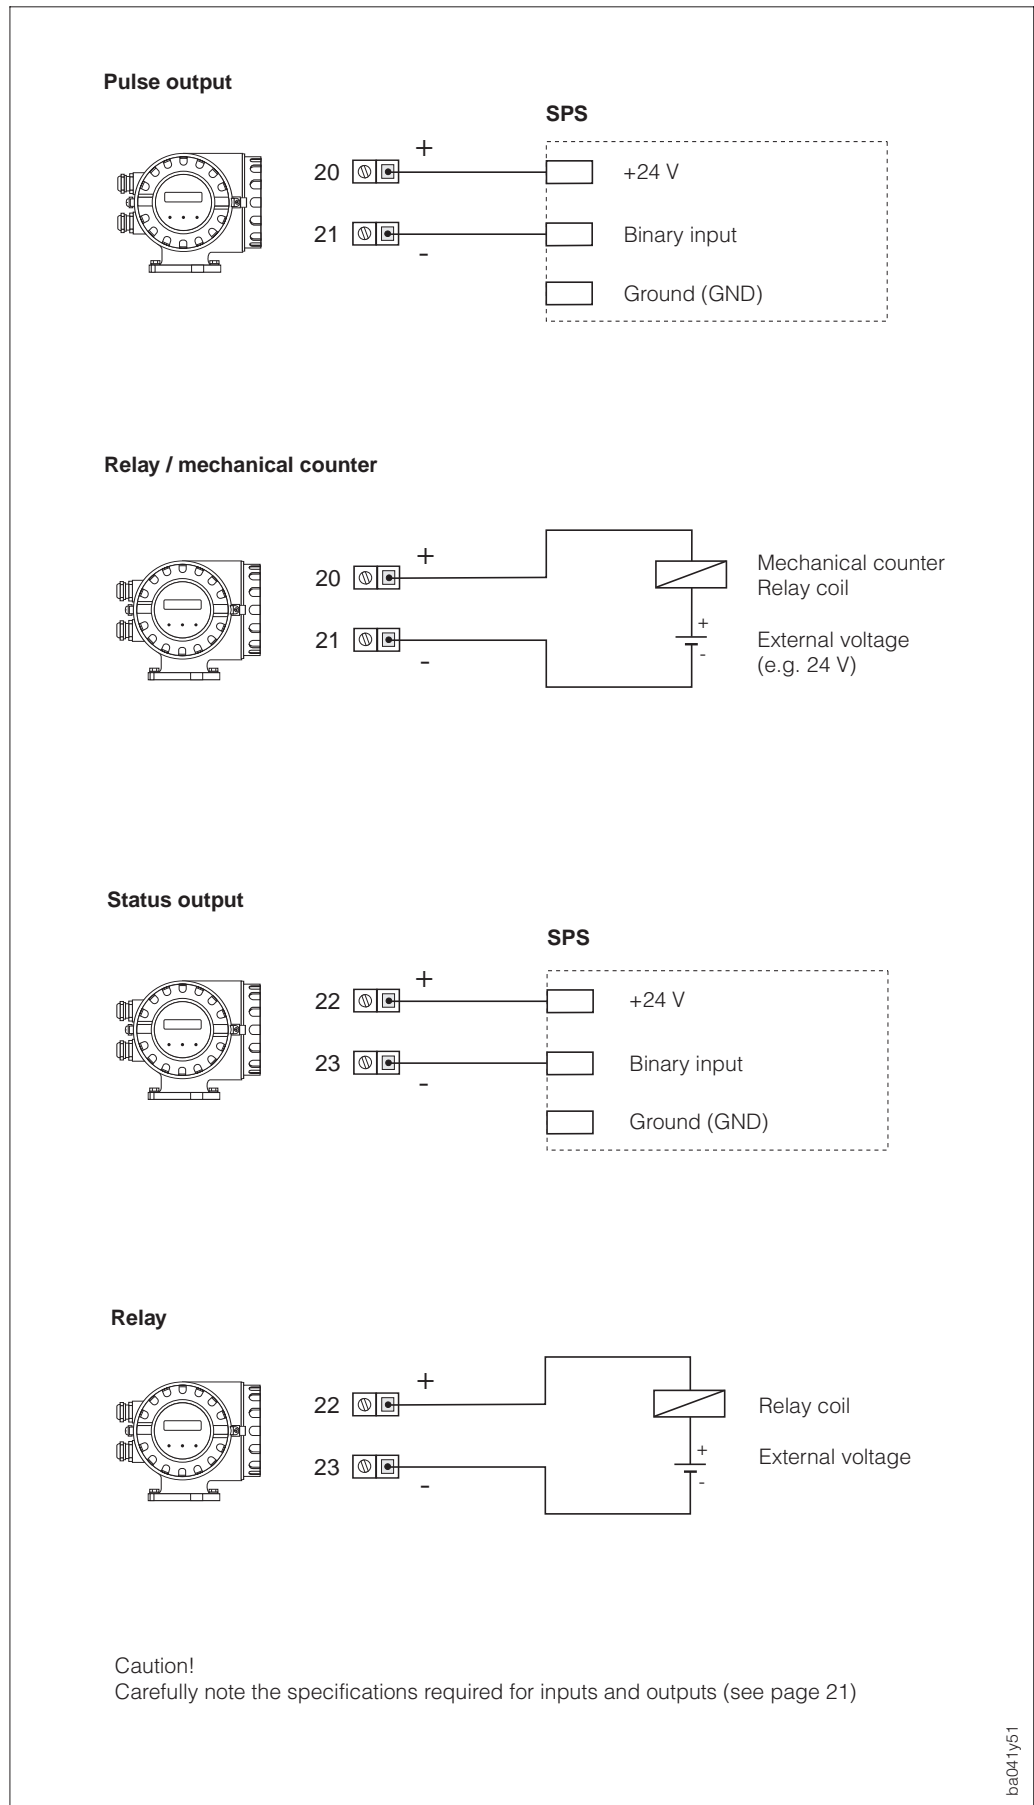 Pulse output
SPS
+
20
+24 V
21
Binary input
-
Ground (GND)
Relay / mechanical counter
+
20
Mechanical counter
Relay coil
+
21
External voltage
-
-
(e.g. 24 V)
Status output
SPS
+
22
+24 V
23
Binary input
-
Ground (GND)
Relay
+
22
Relay coil
+
External voltage
23
-
-
Caution!
Carefully note the specifications required for inputs and outputs (see page 21)
ba041y51